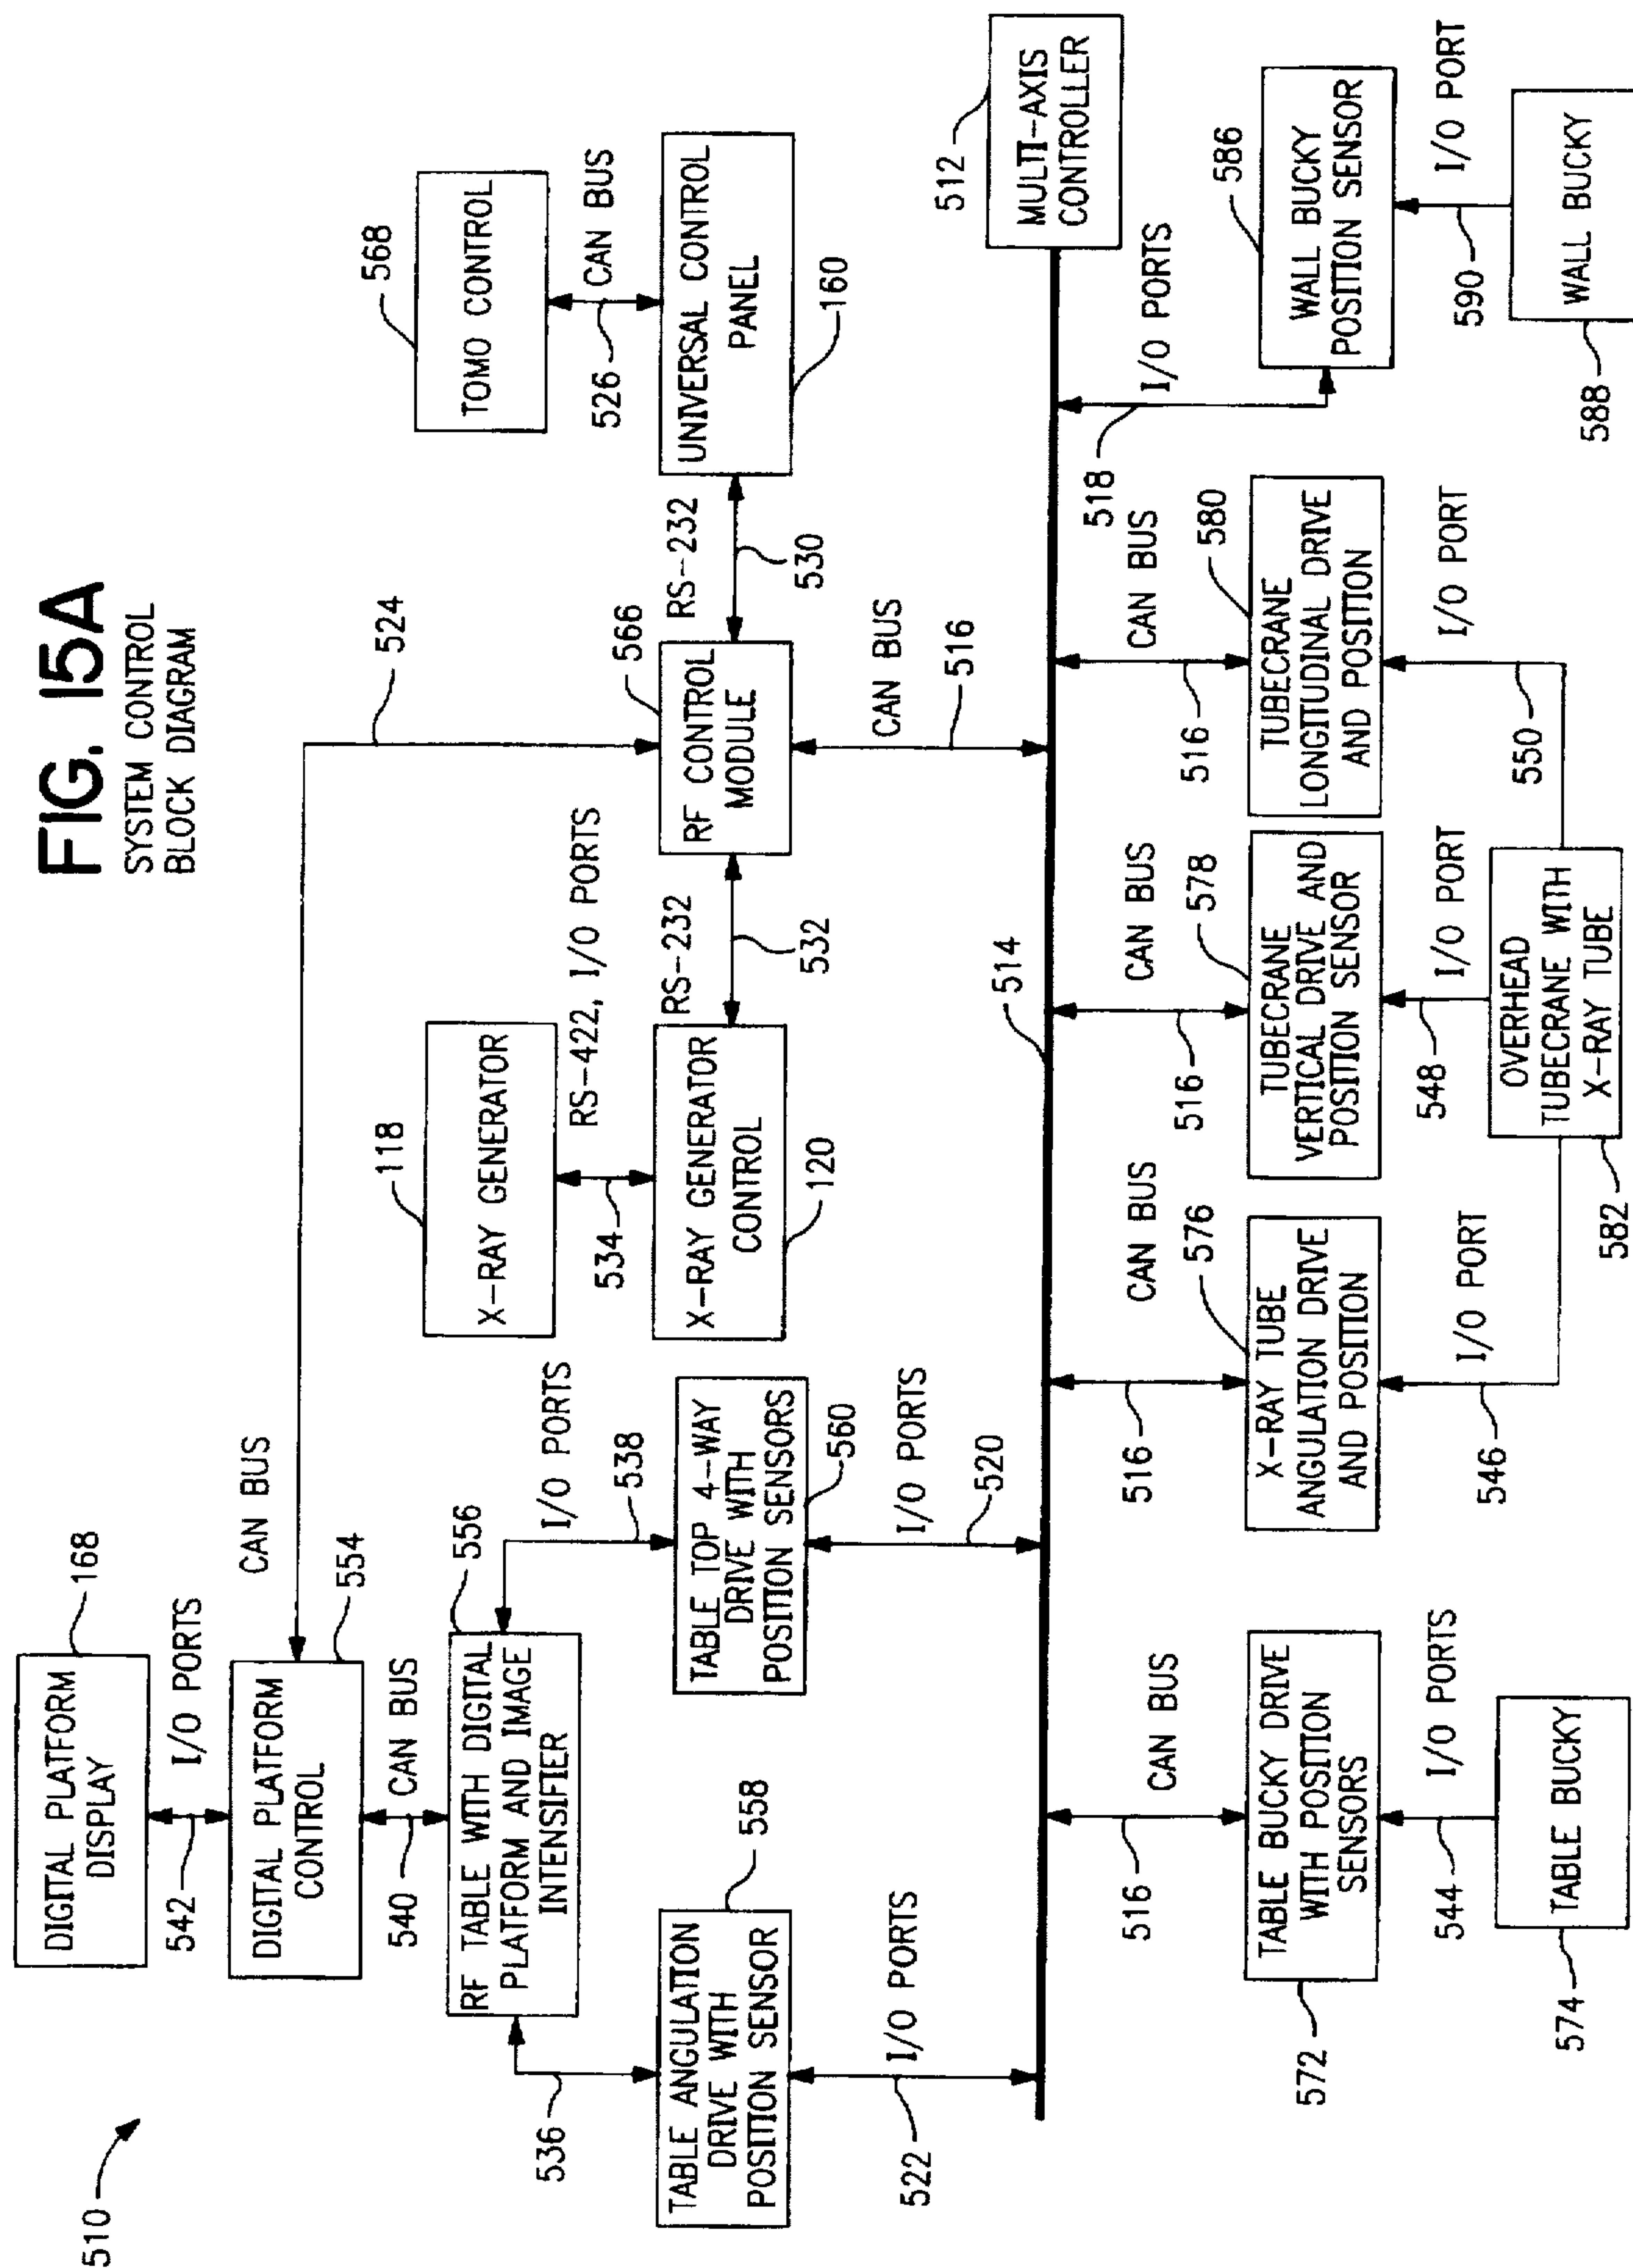 FIG. 15A
SYSTEM CONTROL
BLOCK DIAGRAM
510
DIGITAL PLATFORM
DISPLAY
168
542
I/O PORTS
DIGITAL PLATFORM
CONTROL
554
CAN BUS
524
540
CAN BUS
RF TABLE WITH DIGITAL
PLATFORM AND IMAGE
INTENSIFIER
556
536
538
I/O PORTS
TABLE ANGULATION
DRIVE WITH
POSITION SENSOR
558
TABLE TOP 4-WAY
DRIVE WITH
POSITION SENSORS
560
522
I/O PORTS
520
I/O PORTS
X-RAY GENERATOR
118
534
RS-422, I/O PORTS
X-RAY GENERATOR
CONTROL
120
RS-232
532
RF CONTROL
MODULE
566
CAN BUS
516
RS-232
530
TOMO CONTROL
568
526
CAN BUS
UNIVERSAL CONTROL
PANEL
160
514
512
MULTI-AXIS
CONTROLLER
516
CAN BUS
TABLE BUCKY DRIVE
WITH POSITION
SENSORS
572
544
I/O PORTS
TABLE BUCKY
574
516
CAN BUS
X-RAY TUBE
ANGULATION DRIVE
AND POSITION
576
546
I/O PORT
516
CAN BUS
TUBECRANE
VERTICAL DRIVE AND
POSITION SENSOR
578
548
I/O PORT
516
CAN BUS
TUBECRANE
LONGITUDINAL DRIVE
AND POSITION
580
550
I/O PORT
OVERHEAD
TUBECRANE WITH
X-RAY TUBE
582
518
I/O PORTS
WALL BUCKY
POSITION SENSOR
586
590
I/O PORT
WALL BUCKY
588